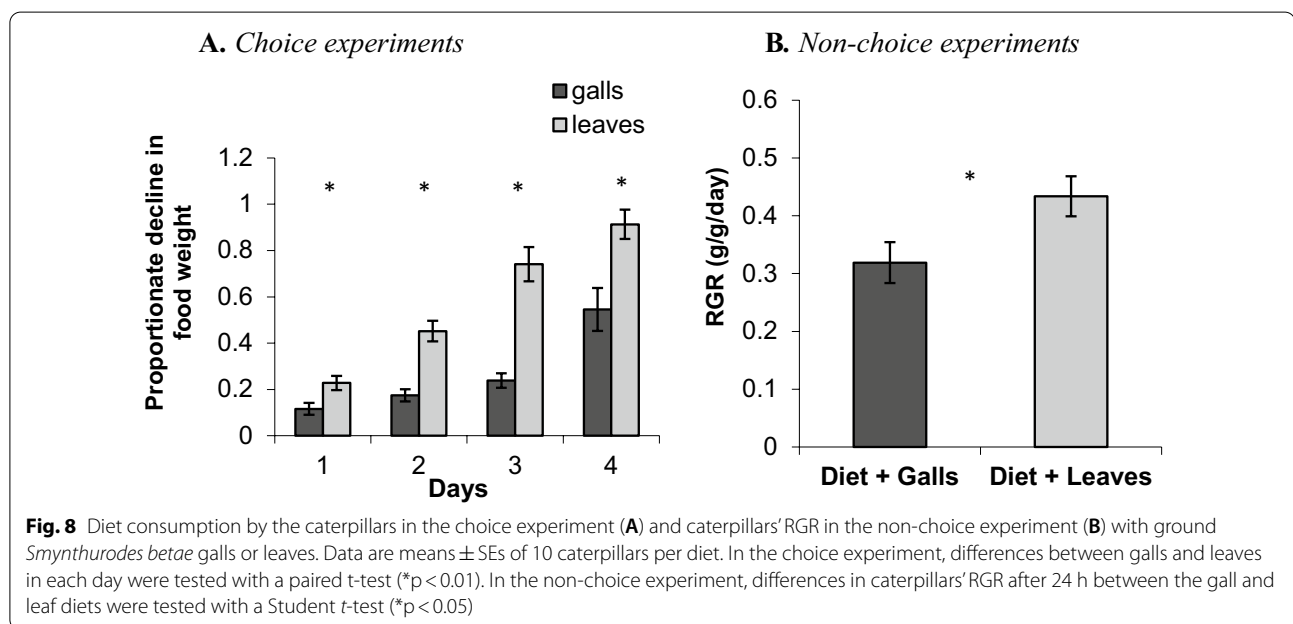 A. Choice experiments
galls
leaves
Proportionate decline in
food weight
1.2
1
0.8
0.6
0.4
0.2
0
* * * *
1 2 3 4
Days
B. Non-choice experiments
RGR (g/g/day)
0.6
0.5
0.4
0.3
0.2
0.1
0
*
Diet + Galls Diet + Leaves
Fig. 8 Diet consumption by the caterpillars in the choice experiment (A) and caterpillars' RGR in the non-choice experiment (B) with ground
Smynthurodes betae galls or leaves. Data are means ± SEs of 10 caterpillars per diet. In the choice experiment, differences between galls and leaves
in each day were tested with a paired t-test (*p < 0.01). In the non-choice experiment, differences in caterpillars' RGR after 24 h between the gall and
leaf diets were tested with a Student t-test (*p < 0.05)